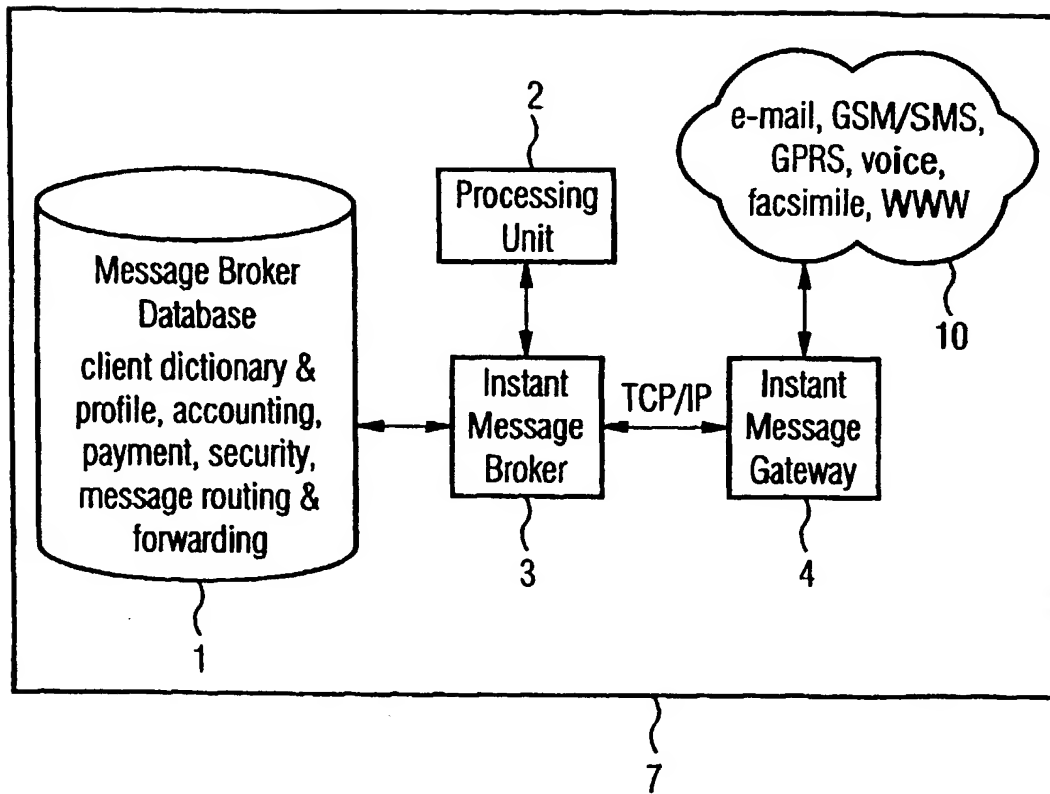 2
Processing
Unit
e-mail, GSM/SMS,
GPRS, voice,
facsimile, WWW
10
Message Broker
Database
client dictionary &
profile, accounting,
payment, security,
message routing &
forwarding
1
Instant
Message
Broker
3
TCP/IP
Instant
Message
Gateway
4
7